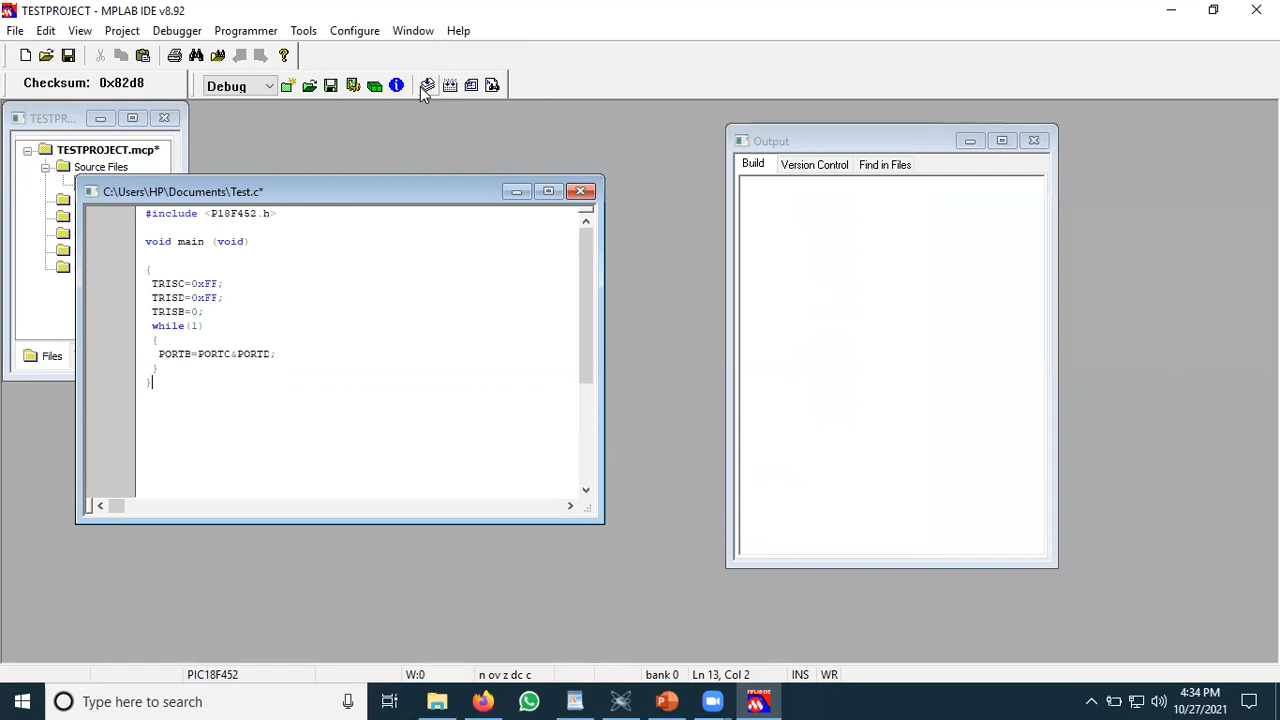 TESTPROJECT - MPLAB IDE v8.92
File Edit View Project Debugger Programmer Tools Configure Window Help
Checksum: 0x82d8
Debug
TESTPR...
TESTPROJECT.mcp*
Source Files
Files
C:\Users\HP\Documents\Test.c*
#include <P18F452.h>
void main (void)
{
TRISC=0xFF;
TRISD=0xFF;
TRISB=0;
while(1)
{
PORTB=PORTC&PORTD;
}
}
Output
Build Version Control Find in Files
PIC18F452 W:0 n ov z dc c bank 0 Ln 13, Col 2 INS WR
Type here to search
4:34 PM
10/27/2021